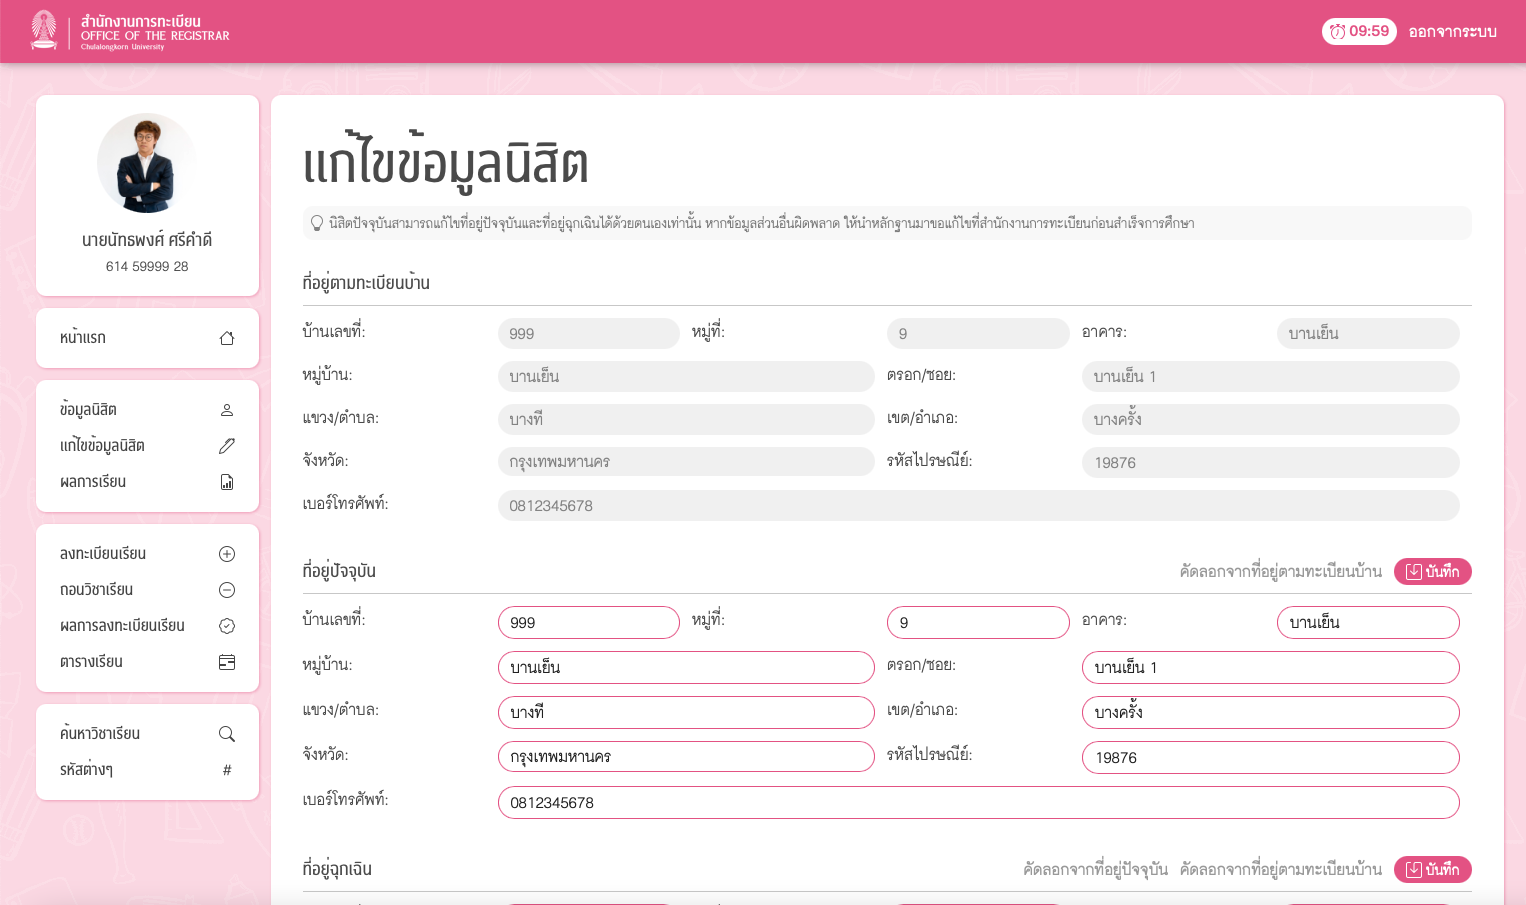 สำนักงานการทะเบียน
OFFICE OF THE REGISTRAR
Chulalongkorn University
09:59 ออกจากระบบ
นายนัทธพงศ์ ศรีคำดี
614 59999 28
หน้าแรก
ข้อมูลนิสิต
แก้ไขข้อมูลนิสิต
ผลการเรียน
ลงทะเบียนเรียน
ถอนวิชาเรียน
ผลการลงทะเบียนเรียน
ตารางเรียน
ค้นหาวิชาเรียน
รหัสต่างๆ #
แก้ไขข้อมูลนิสิต
นิสิตปัจจุบันสามารถแก้ไขที่อยู่ปัจจุบันและที่อยู่ฉุกเฉินได้ด้วยตนเองเท่านั้น หากข้อมูลส่วนอื่นผิดพลาด ให้นำหลักฐานมาขอแก้ไขที่สำนักงานการทะเบียนก่อนสำเร็จการศึกษา
ที่อยู่ตามทะเบียนบ้าน
บ้านเลขที่: 999 หมู่ที่: 9 อาคาร: บานเย็น
หมู่บ้าน: บานเย็น ตรอก/ซอย: บานเย็น 1
แขวง/ตำบล: บางที เขต/อำเภอ: บางครั้ง
จังหวัด: กรุงเทพมหานคร รหัสไปรษณีย์: 19876
เบอร์โทรศัพท์: 0812345678
ที่อยู่ปัจจุบัน คัดลอกจากที่อยู่ตามทะเบียนบ้าน บันทึก
บ้านเลขที่: 999 หมู่ที่: 9 อาคาร: บานเย็น
หมู่บ้าน: บานเย็น ตรอก/ซอย: บานเย็น 1
แขวง/ตำบล: บางที เขต/อำเภอ: บางครั้ง
จังหวัด: กรุงเทพมหานคร รหัสไปรษณีย์: 19876
เบอร์โทรศัพท์: 0812345678
ที่อยู่ฉุกเฉิน คัดลอกจากที่อยู่ปัจจุบัน คัดลอกจากที่อยู่ตามทะเบียนบ้าน บันทึก